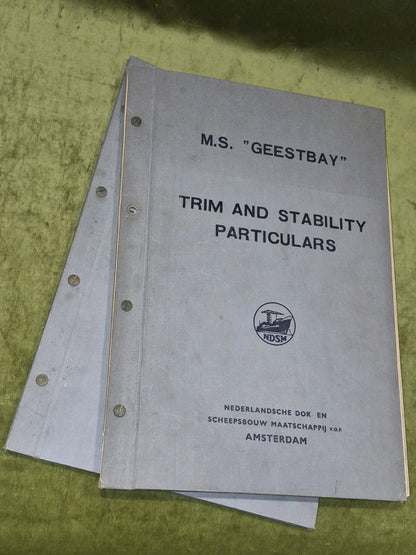 M.S. "GEESTBAY"
TRIM AND STABILITY
PARTICULARS
NDSM
NEDERLANDSCHE DOK EN
SCHEEPSBOUW MAATSCHAPPIJ v.o.f.
AMSTERDAM